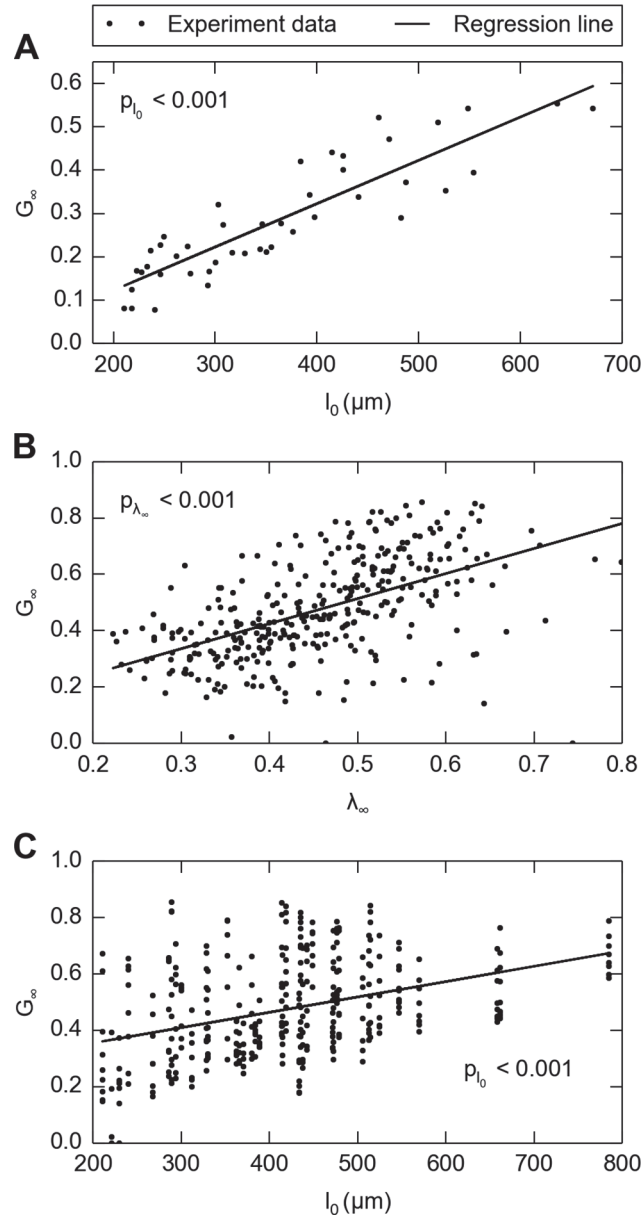 Experiment data Regression line
A
p_l₀ < 0.001
G∞
0.6
0.5
0.4
0.3
0.2
0.1
0.0
200 300 400 500 600 700
l₀ (µm)
B
p_λ∞ < 0.001
G∞
1.0
0.8
0.6
0.4
0.2
0.0
0.2 0.3 0.4 0.5 0.6 0.7 0.8
λ∞
C
G∞
1.0
0.8
0.6
0.4
0.2
0.0
p_l₀ < 0.001
200 300 400 500 600 700 800
l₀ (µm)